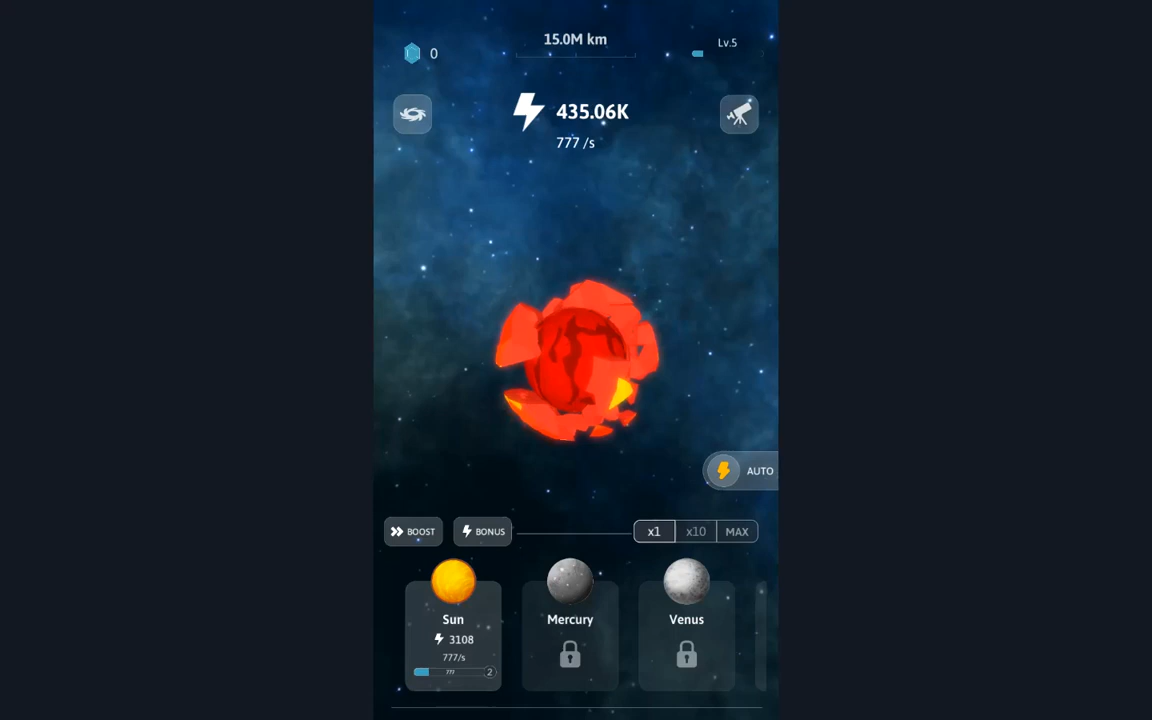 0
15.0M km
Lv.5
435.06K
777 /s
AUTO
BOOST
BONUS
x1
x10
MAX
Sun
3108
777/s
777
2
Mercury
Venus